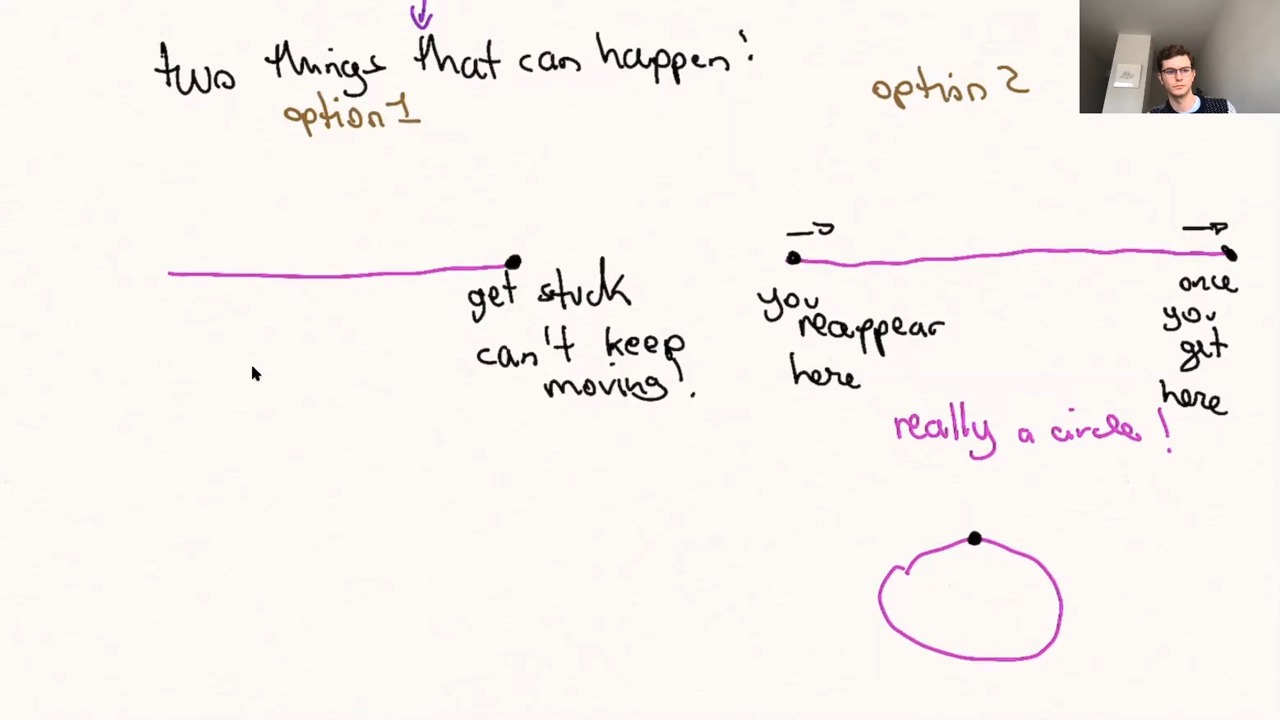 two things that can happen:
option 1
option 2
get stuck
can't keep
moving!
you
reappear
here
once
you
get
here
really a circle!